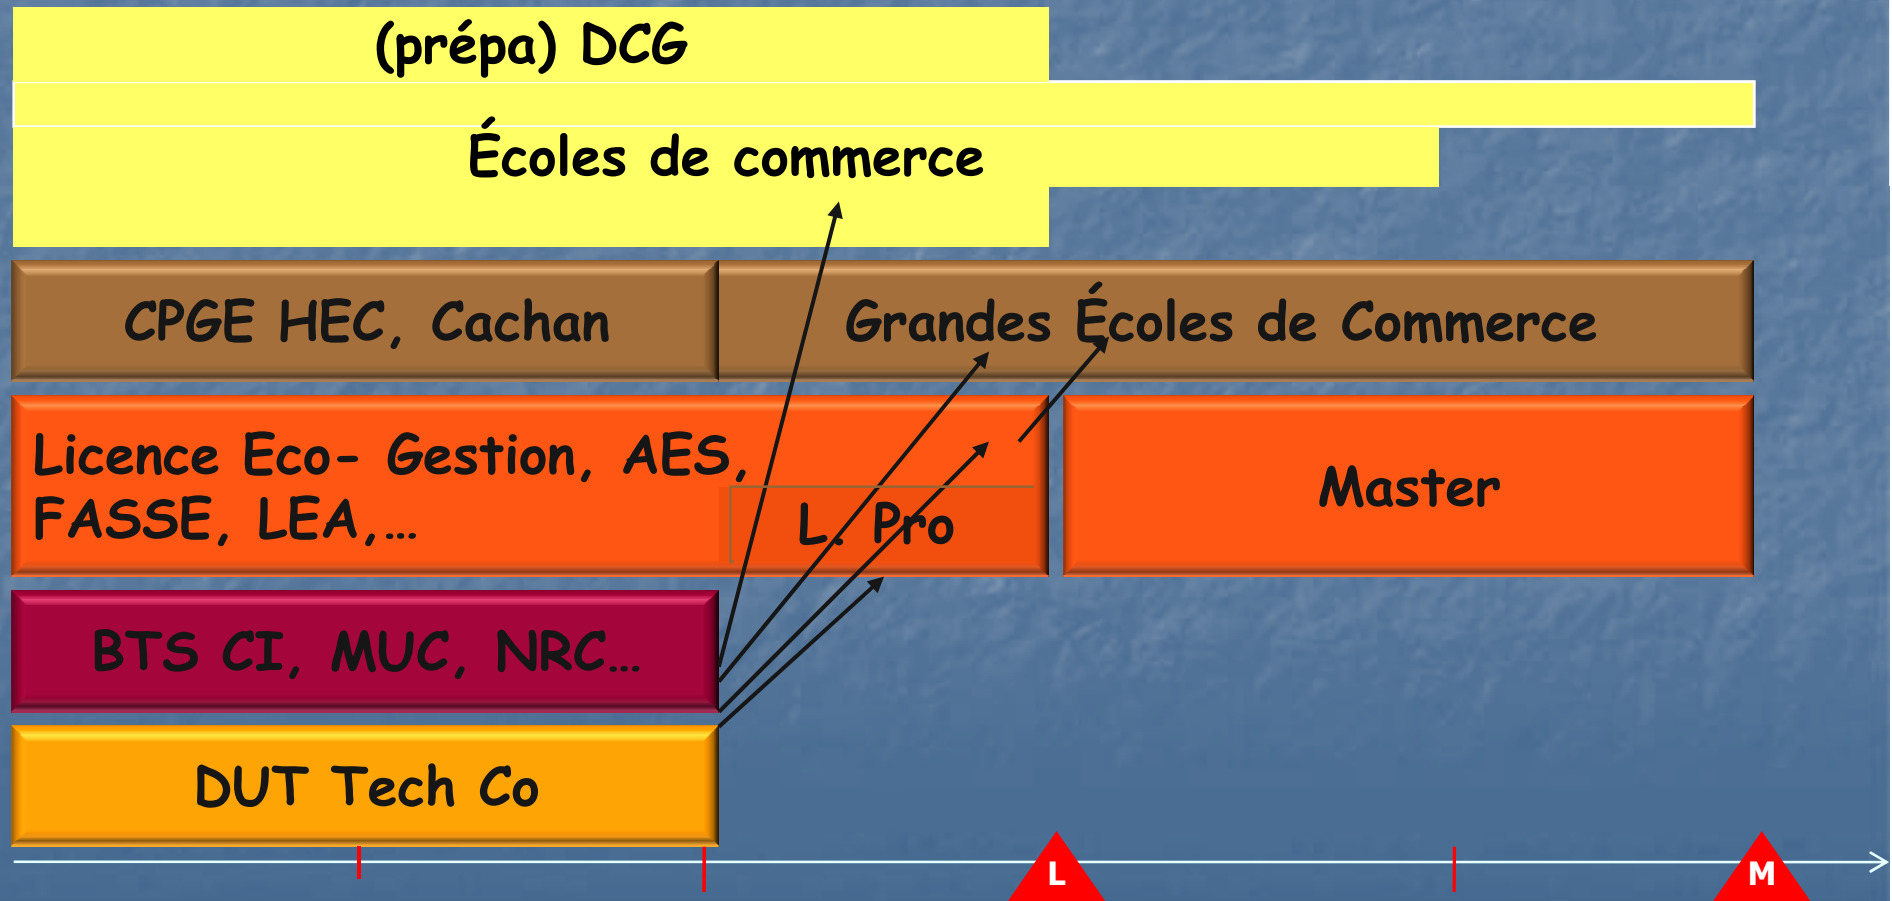 (prépa) DCG
Écoles de commerce
CPGE HEC, Cachan
Grandes Écoles de Commerce
Licence Eco- Gestion, AES,
FASSE, LEA,…
L. Pro
Master
BTS CI, MUC, NRC…
DUT Tech Co
L
M